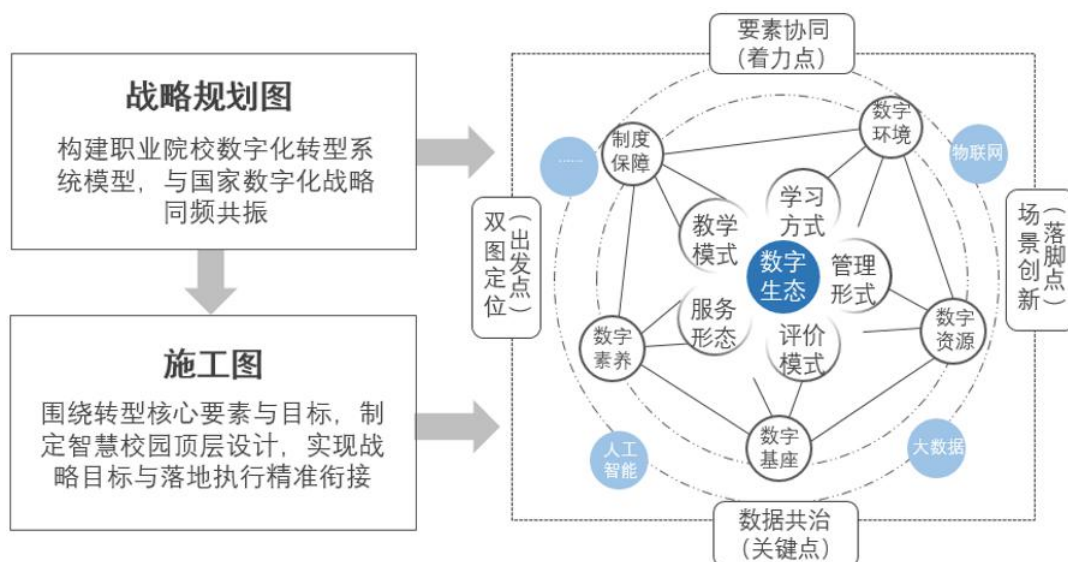 战略规划图
构建职业院校数字化转型系
统模型，与国家数字化战略
同频共振
施工图
围绕转型核心要素与目标，制
定智慧校园顶层设计，实现战
略目标与落地执行精准衔接
要素协同
（着力点）
双图定位
（出发点）
场景创新
（落脚点）
数据共治
（关键点）
……
物联网
人工
智能
大数据
制度
保障
数字
环境
数字
素养
数字
资源
数字
基座
教学
模式
学习
方式
管理
形式
服务
形态
评价
模式
数字
生态